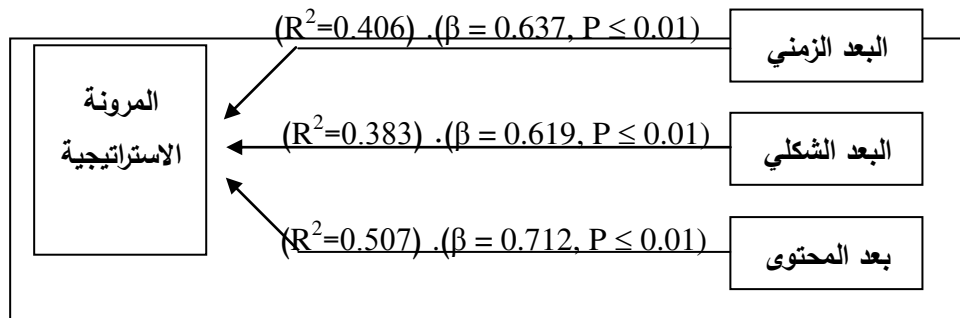 البعد الزمني
(R²=0.406) .(β = 0.637, P ≤ 0.01)
المرونة
الاستراتيجية
البعد الشكلي
(R²=0.383) .(β = 0.619, P ≤ 0.01)
بعد المحتوى
(R²=0.507) .(β = 0.712, P ≤ 0.01)